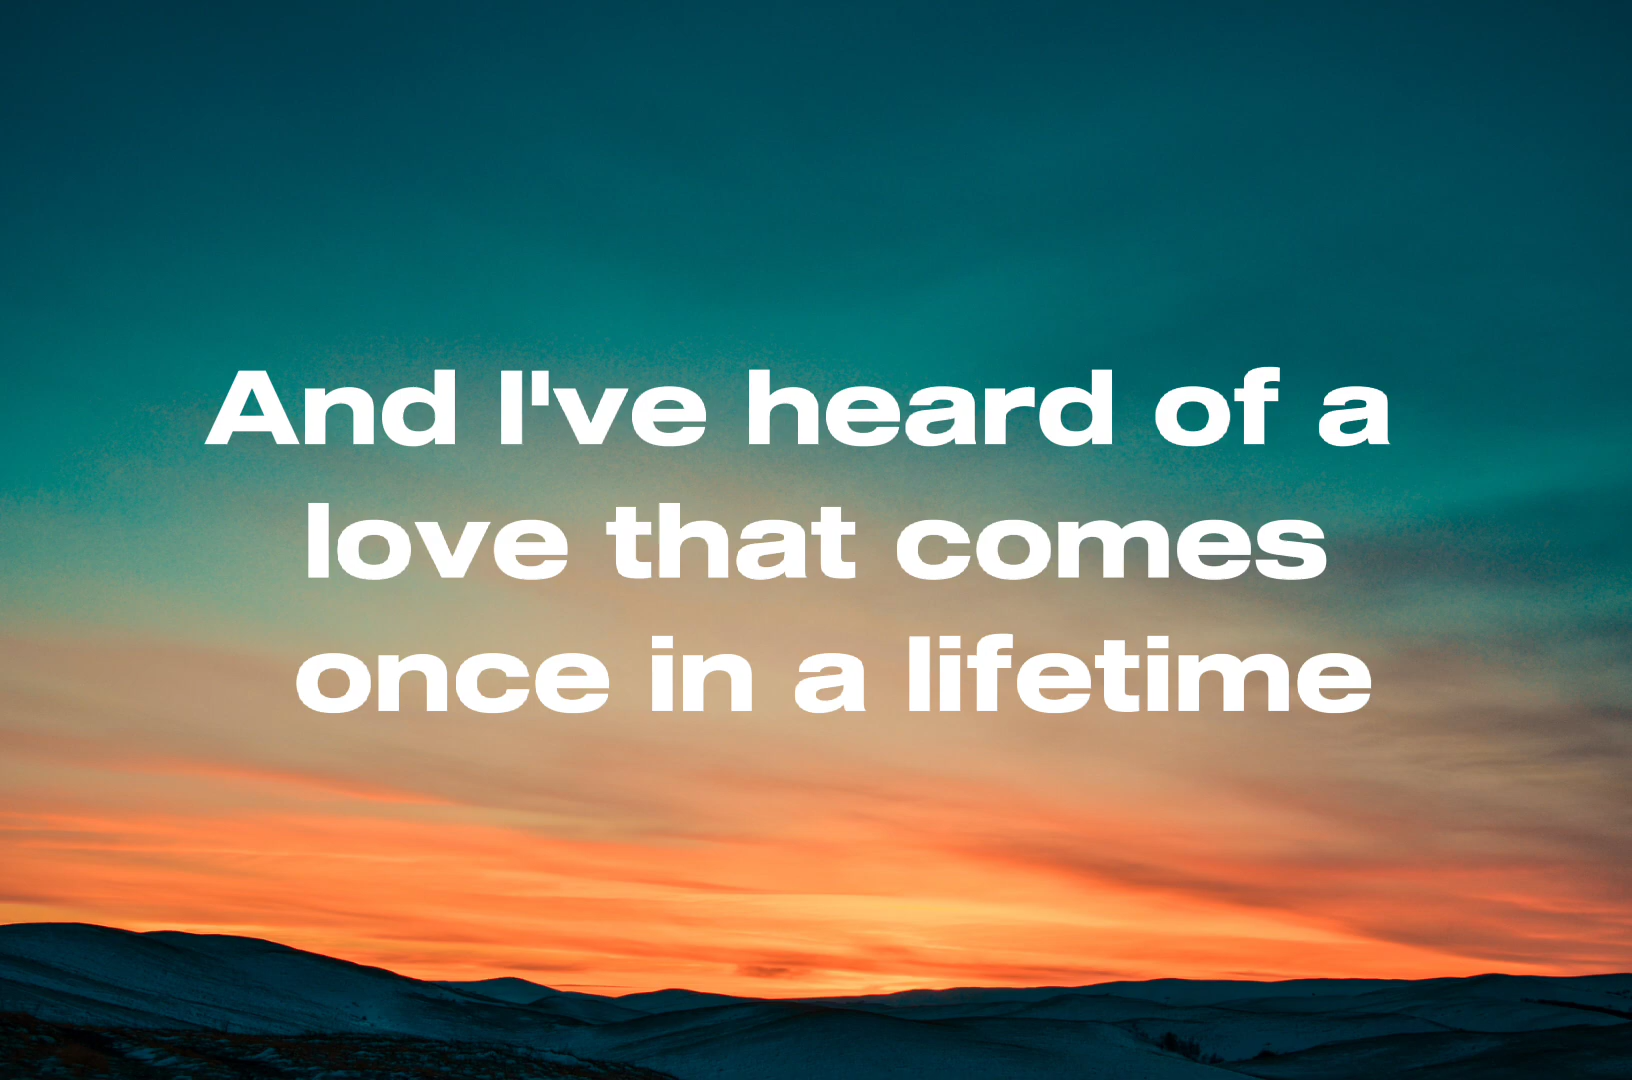 And I've heard of a
love that comes
once in a lifetime